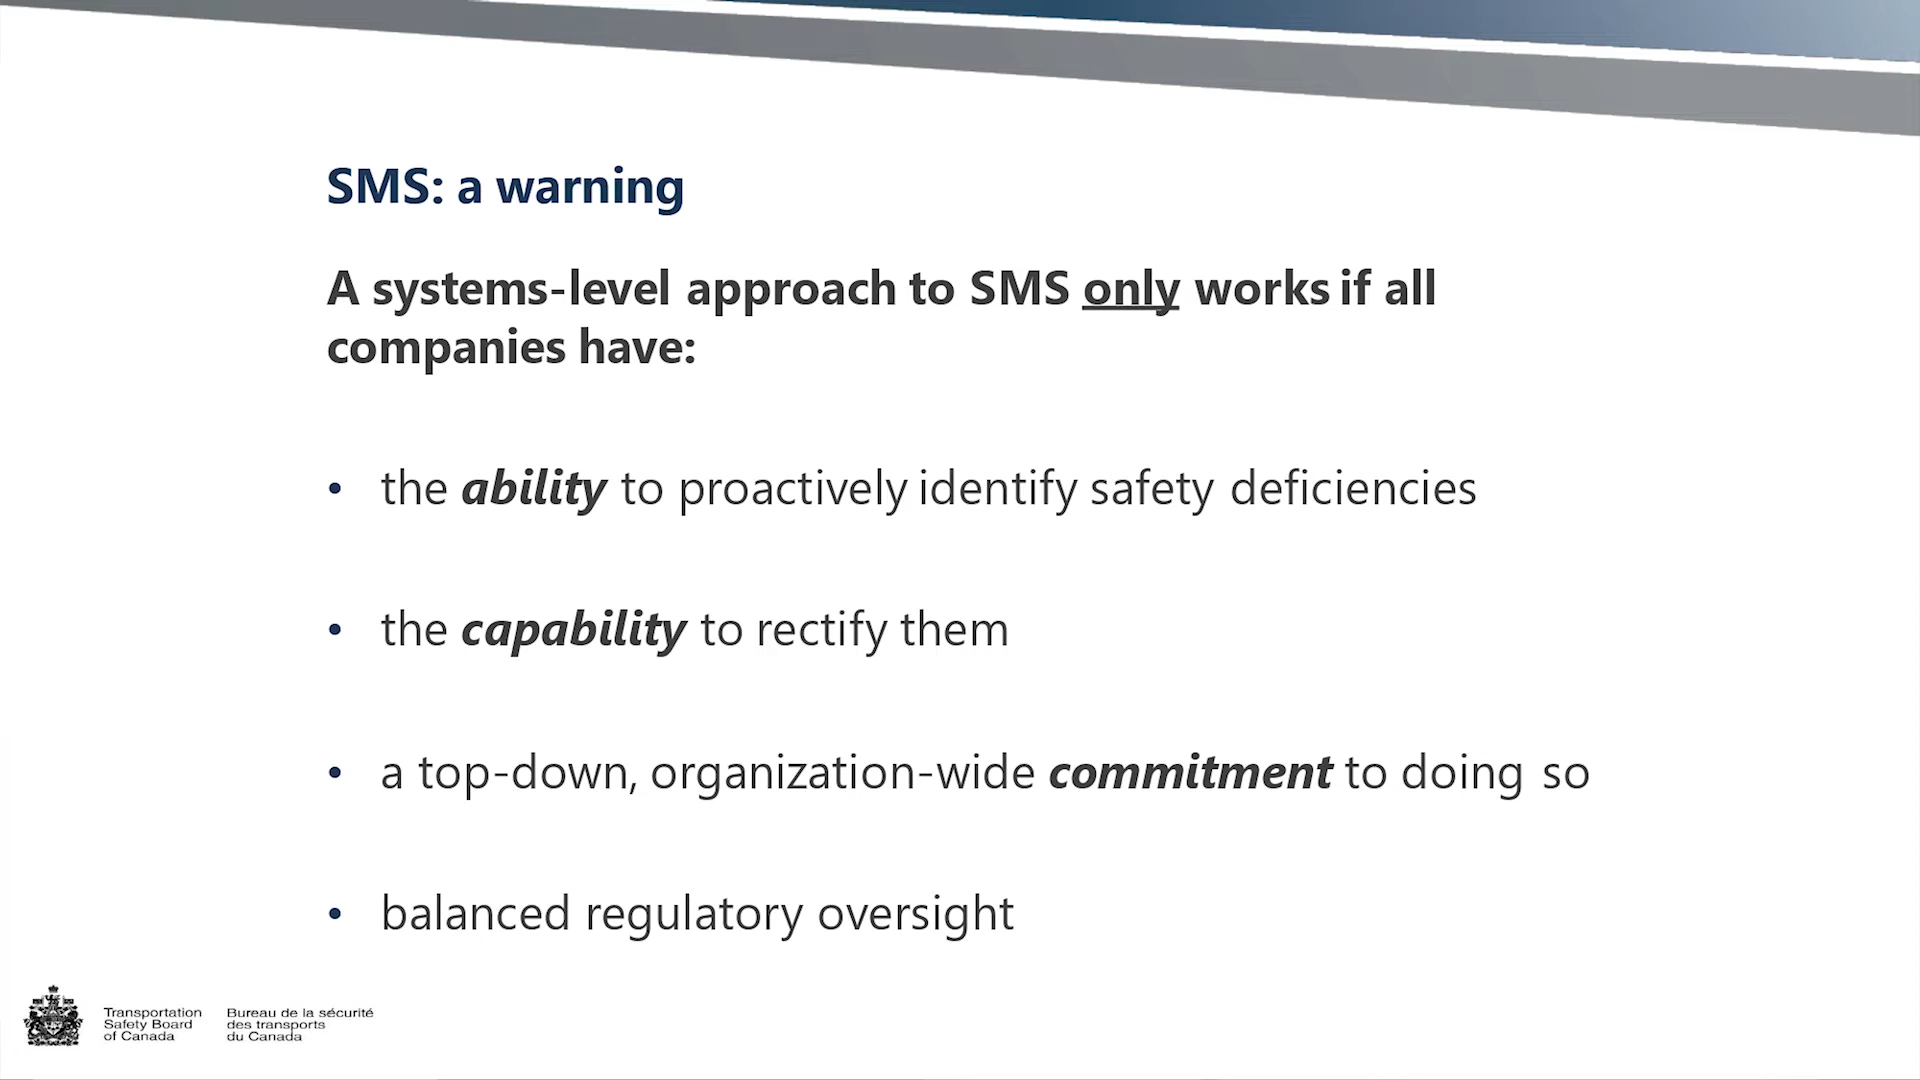 SMS: a warning
A systems-level approach to SMS only works if all
companies have:
• the ability to proactively identify safety deficiencies
• the capability to rectify them
• a top-down, organization-wide commitment to doing so
• balanced regulatory oversight
Transportation
Safety Board
of Canada
Bureau de la sécurité
des transports
du Canada